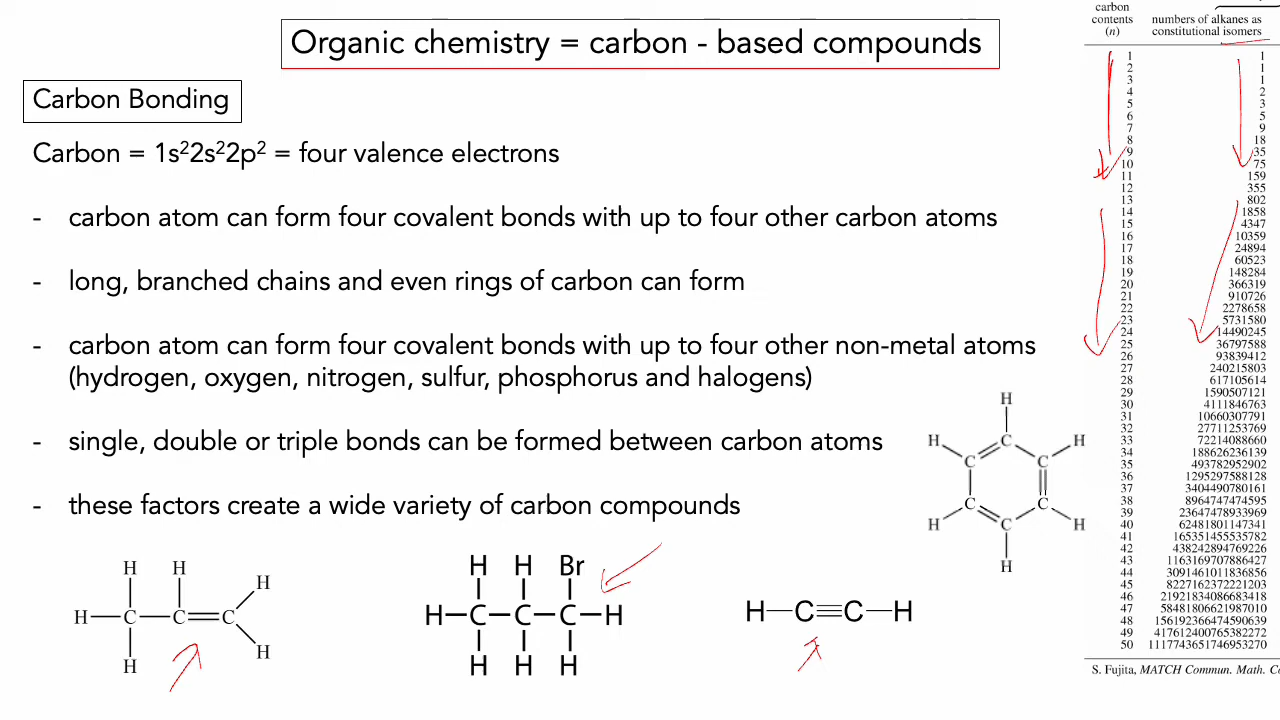 Organic chemistry = carbon - based compounds
Carbon Bonding
Carbon = 1s²2s²2p² = four valence electrons
- carbon atom can form four covalent bonds with up to four other carbon atoms
- long, branched chains and even rings of carbon can form
- carbon atom can form four covalent bonds with up to four other non-metal atoms
(hydrogen, oxygen, nitrogen, sulfur, phosphorus and halogens)
- single, double or triple bonds can be formed between carbon atoms
- these factors create a wide variety of carbon compounds
H H H
H C C C
H H
H H Br
H C C C H
H H H
H C C H
H
H C H
C C
C C
H C H
H
carbon numbers of alkanes as
contents constitutional isomers
(n)
1 1
2 1
3 1
4 2
5 3
6 5
7 9
8 18
9 35
10 75
11 159
12 355
13 802
14 1858
15 4347
16 10359
17 24894
18 60523
19 148284
20 366319
21 910726
22 2278658
23 5731580
24 14490245
25 36797588
26 93839412
27 240215803
28 617105614
29 1590507121
30 4111846763
31 10660307791
32 27711253769
33 72214088660
34 188626236139
35 493782952902
36 1295297588128
37 3404490780161
38 8964747474595
39 23647478933969
40 62481801147341
41 165351455535782
42 438242894769226
43 1163169707886427
44 3091461011836856
45 8227162372221203
46 21921834086683418
47 58481806621987010
48 156192366474590639
49 417612400765382272
50 1117743651746953270
S. Fujita, MATCH Commun. Math. Co